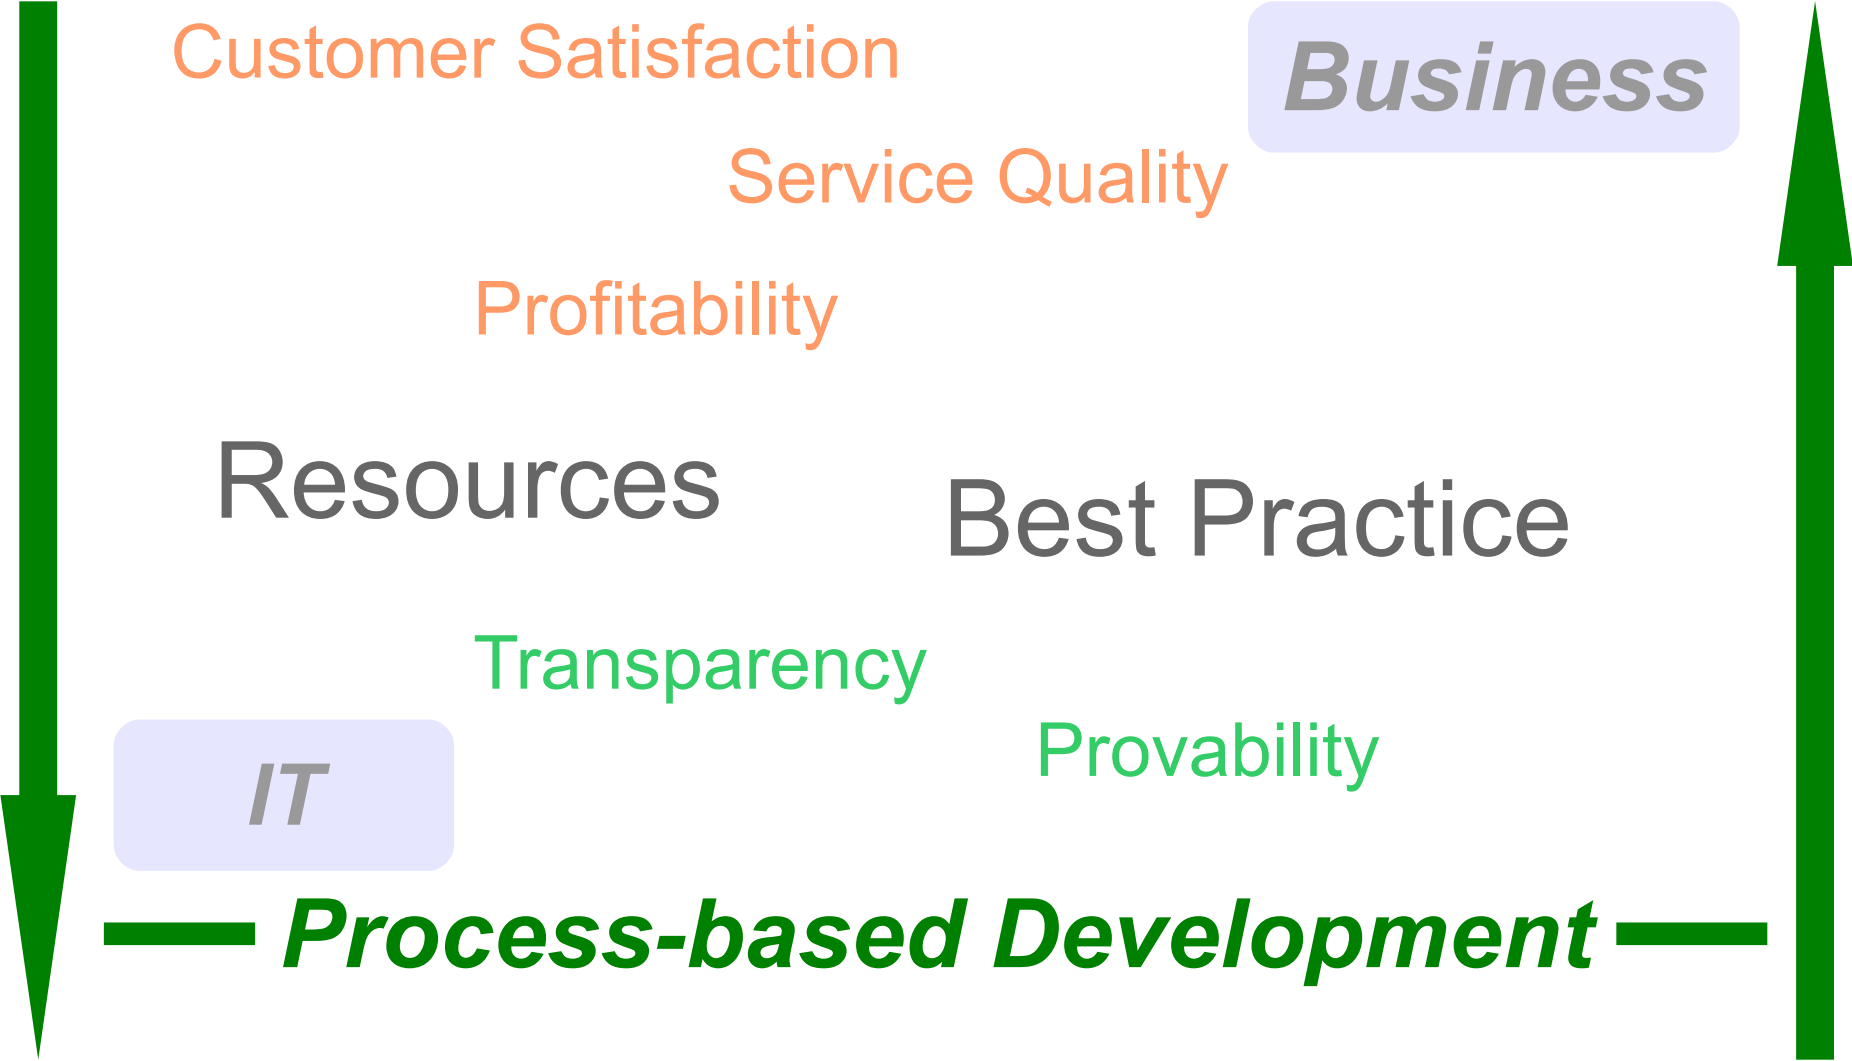 Customer Satisfaction
Business
Service Quality
Profitability
Resources
Best Practice
Transparency
Provability
IT
Process-based Development